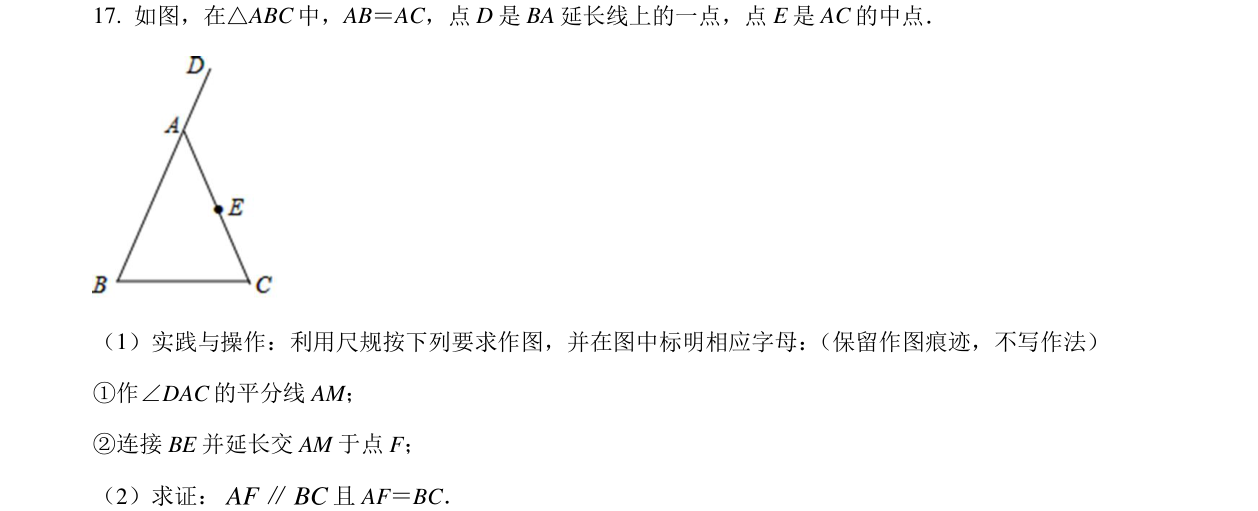 17. 如图，在△ABC中，AB＝AC，点D是BA延长线上的一点，点E是AC的中点．
D
A
E
B
C
（1）实践与操作：利用尺规按下列要求作图，并在图中标明相应字母：（保留作图痕迹，不写作法）
①作∠DAC的平分线AM；
②连接BE并延长交AM于点F；
（2）求证：AF∥BC且AF＝BC．